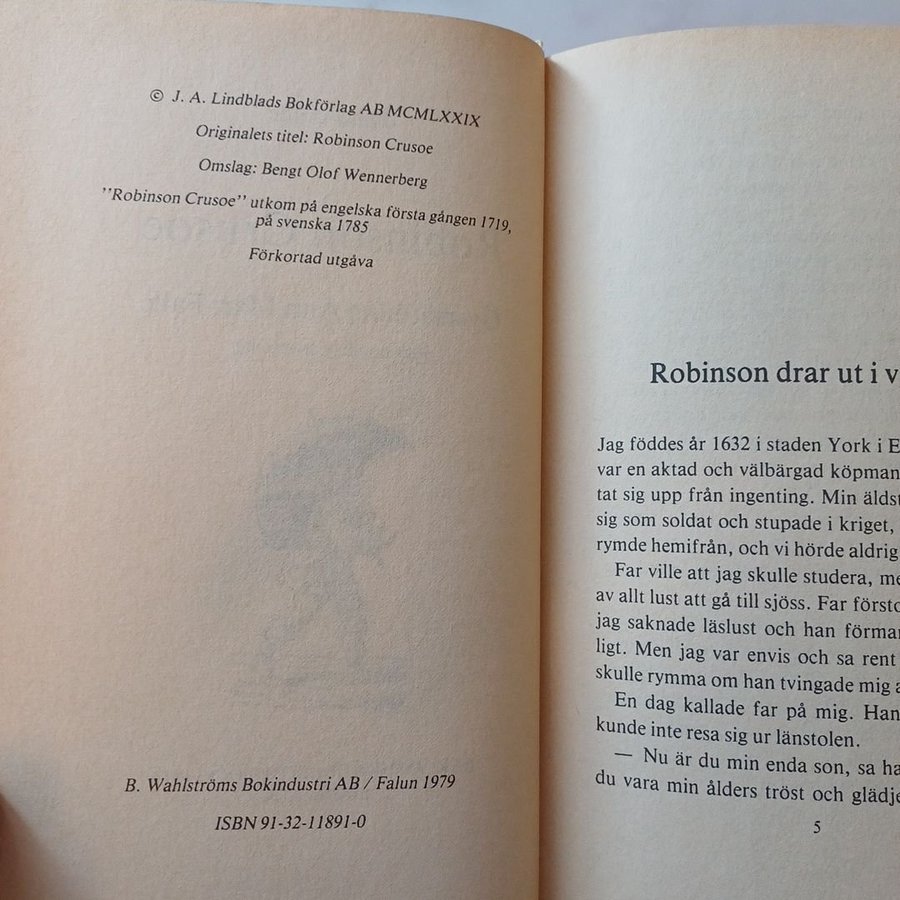 © J. A. Lindblads Bokförlag AB MCMLXXIX
Originalets titel: Robinson Crusoe
Omslag: Bengt Olof Wennerberg
"Robinson Crusoe" utkom på engelska första gången 1719,
på svenska 1785
Förkortad utgåva
B. Wahlströms Bokindustri AB / Falun 1979
ISBN 91-32-11891-0
Robinson drar ut i v
Jag föddes år 1632 i staden York i E
var en aktad och välbärgad köpman
tat sig upp från ingenting. Min äldst
sig som soldat och stupade i kriget,
rymde hemifrån, och vi hörde aldrig
Far ville att jag skulle studera, me
av allt lust att gå till sjöss. Far försto
jag saknade läslust och han förma
ligt. Men jag var envis och sa rent
skulle rymma om han tvingade mig a
En dag kallade far på mig. Han
kunde inte resa sig ur länstolen.
— Nu är du min enda son, sa ha
du vara min ålders tröst och glädje
5